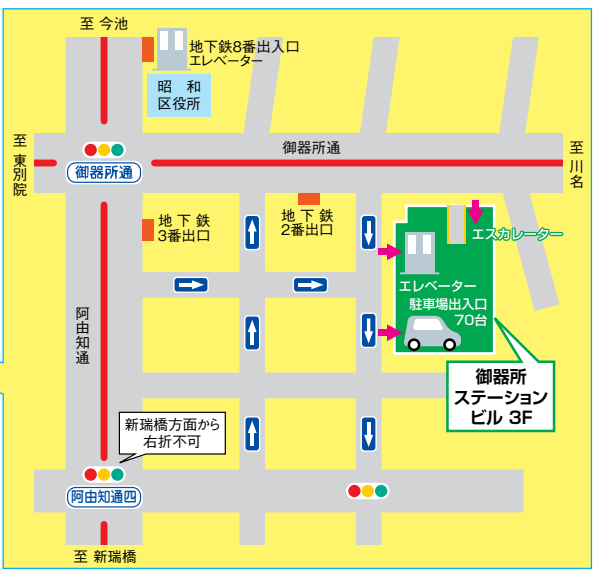 至 今池
地下鉄8番出入口
エレベーター
昭 和
区役所
至 東別院
御器所通
御器所通
至 川名
地 下 鉄
3番出口
地 下 鉄
2番出口
エスカレーター
エレベーター
駐車場出入口
70台
阿由知通
御器所
ステーション
ビル 3F
新瑞橋方面から
右折不可
阿由知通四
至 新瑞橋